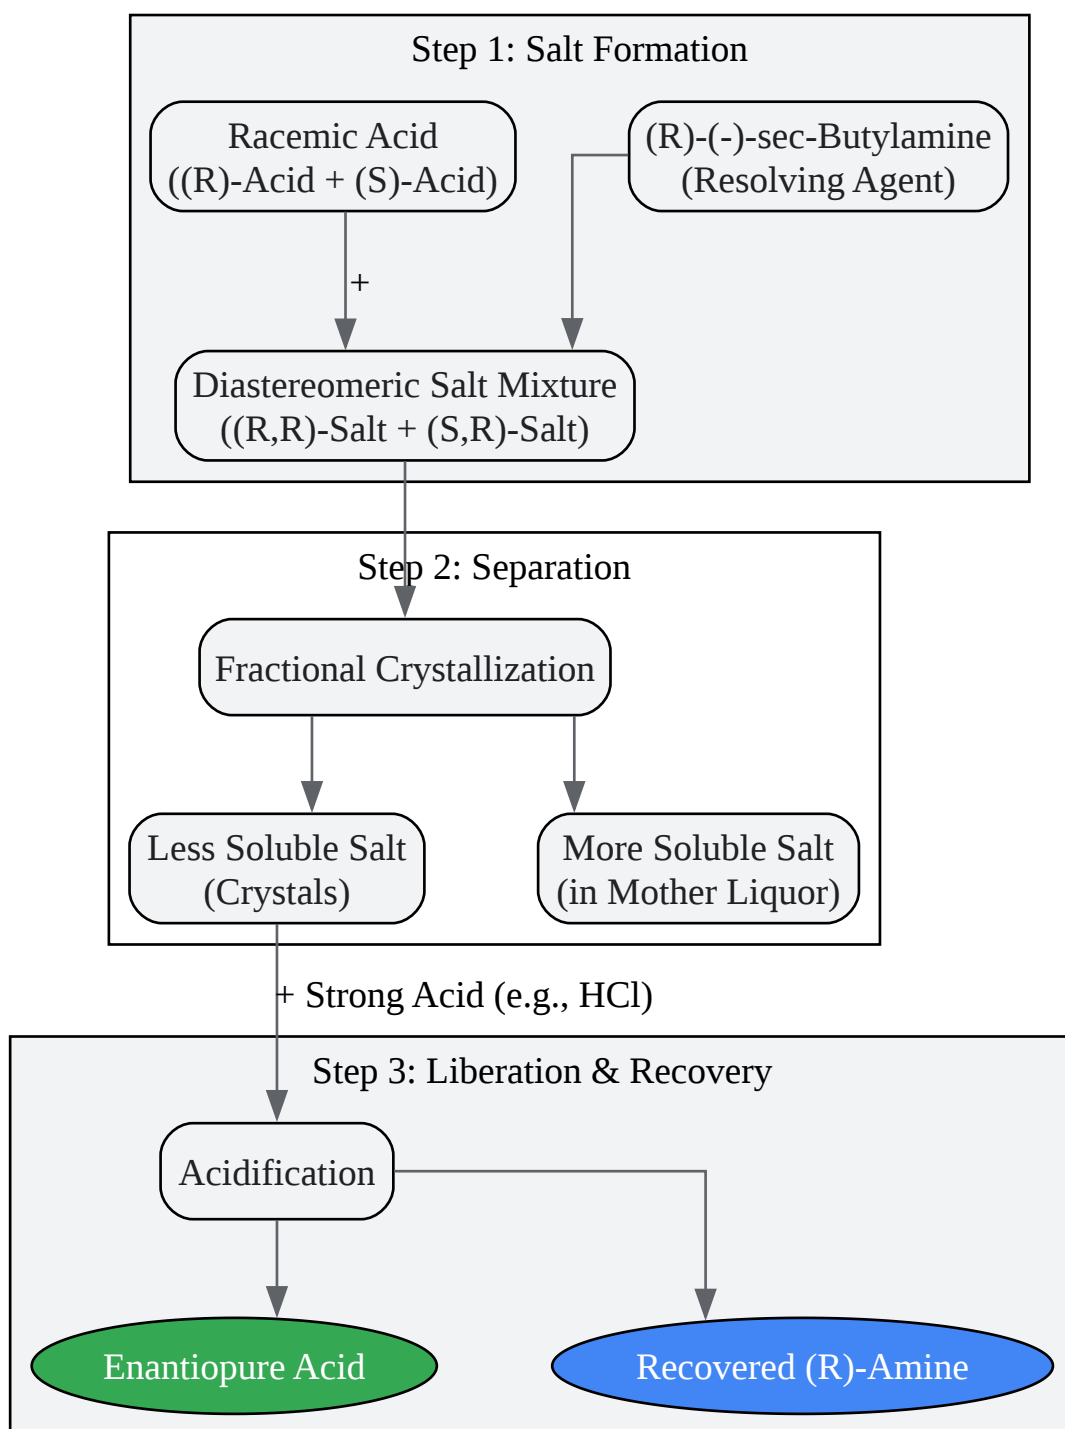 Step 1: Salt Formation
Racemic Acid
((R)-Acid + (S)-Acid)
(R)-(-)-sec-Butylamine
(Resolving Agent)
+
Diastereomeric Salt Mixture
((R,R)-Salt + (S,R)-Salt)
Step 2: Separation
Fractional Crystallization
Less Soluble Salt
(Crystals)
More Soluble Salt
(in Mother Liquor)
+ Strong Acid (e.g., HCl)
Step 3: Liberation & Recovery
Acidification
Enantiopure Acid
Recovered (R)-Amine